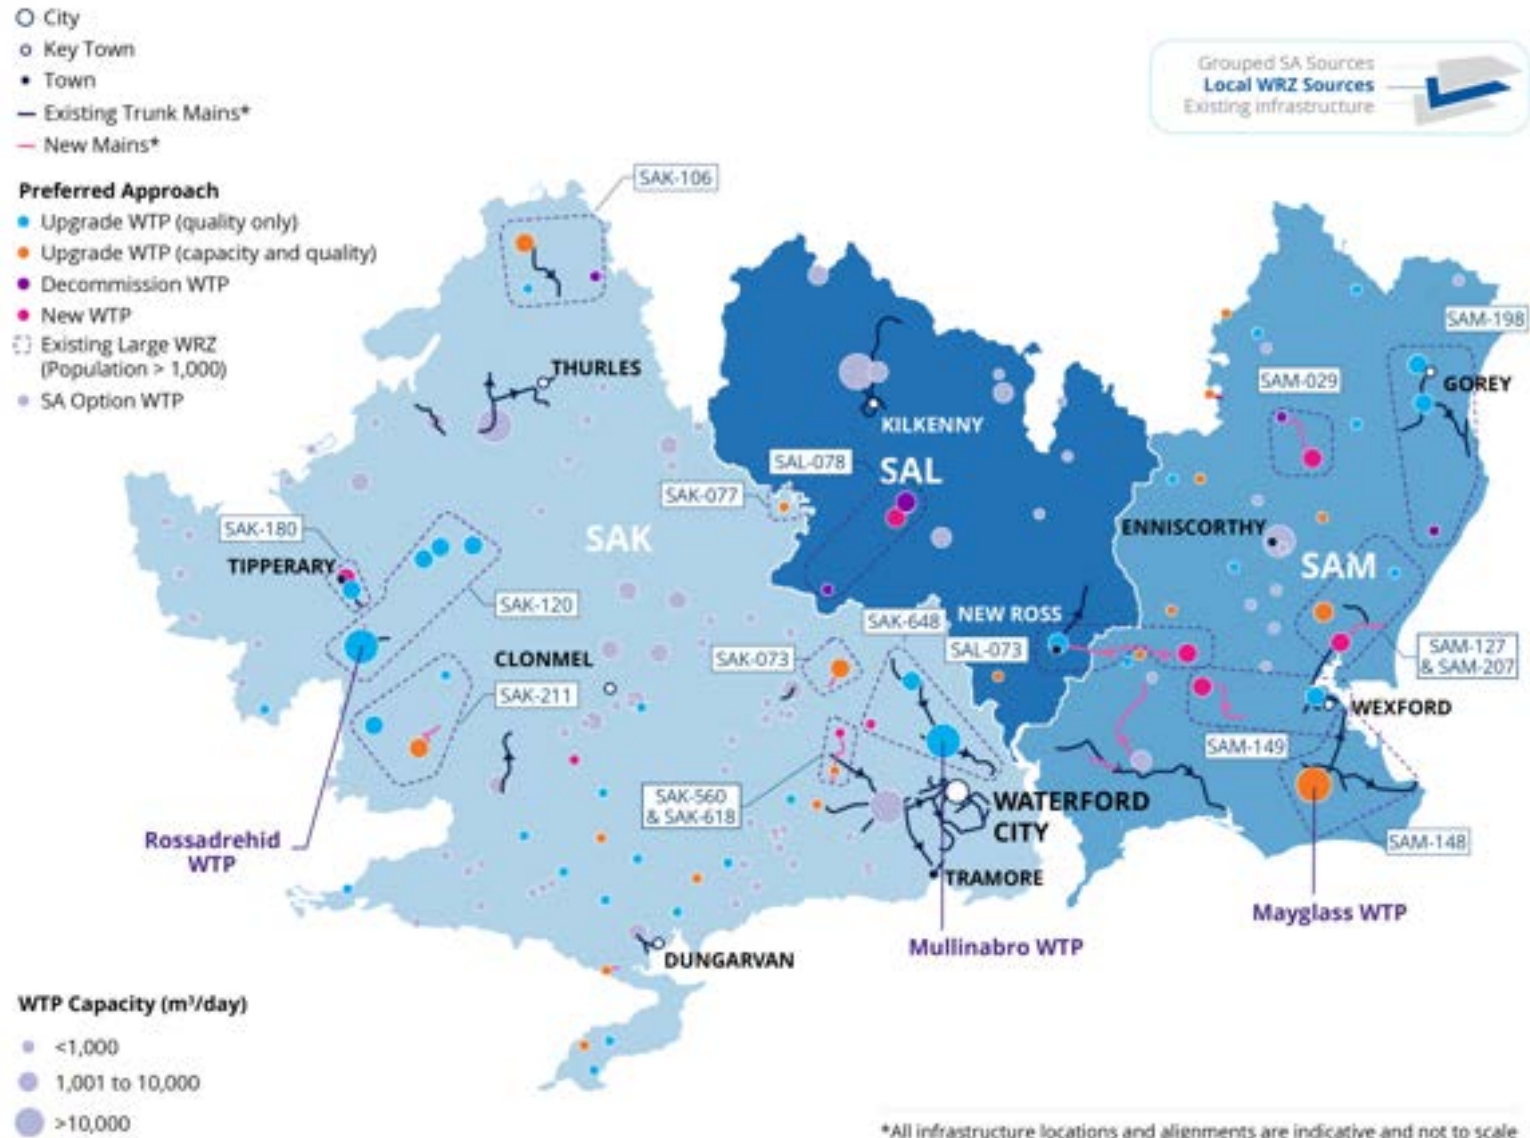 City
Key Town
Town
Existing Trunk Mains*
New Mains*
Preferred Approach
Upgrade WTP (quality only)
Upgrade WTP (capacity and quality)
Decommission WTP
New WTP
Existing Large WRZ
(Population > 1,000)
SA Option WTP
Grouped SA Sources
Local WRZ Sources
Existing infrastructure
SAK-106
SAM-198
THURLES
SAM-029
GOREY
KILKENNY
SAL-078
SAL
SAK-077
SAK-180
SAK
ENNISCORTHY
TIPPERARY
SAM
SAK-120
NEW ROSS
SAK-648
SAL-073
SAK-073
CLONMEL
SAM-127
& SAM-207
SAK-211
WEXFORD
SAM-149
SAK-560
& SAK-618
WATERFORD
CITY
Rossadrehid
WTP
SAM-148
TRAMORE
Mayglass WTP
Mullinabro WTP
DUNGARVAN
WTP Capacity (m³/day)
<1,000
1,001 to 10,000
>10,000
*All infrastructure locations and alignments are indicative and not to scale